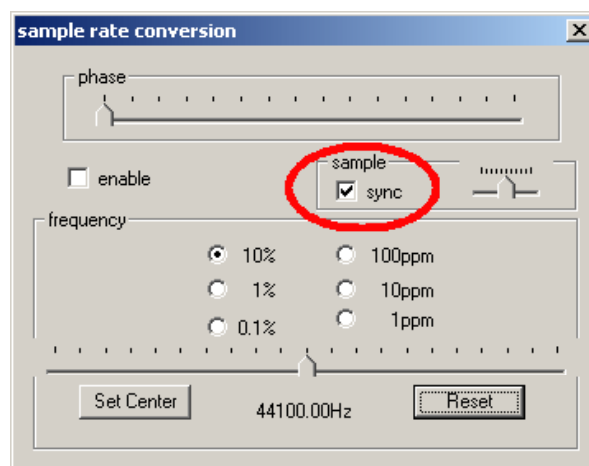 sample rate conversion
phase
enable
sample
sync
frequency
10%
100ppm
1%
10ppm
0.1%
1ppm
Set Center
44100.00Hz
Reset